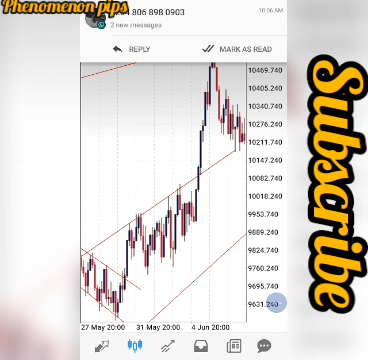 Phenomenon pips
806 898 0903
10:06 AM
2 new messages
REPLY
MARK AS READ
10469.740
10405.240
10340.740
10276.240
10211.740
10147.240
10082.740
10018.240
9953.740
9889.240
9824.740
9760.240
9695.740
9631.240
27 May 20:00
31 May 20:00
4 Jun 20:00
Subscribe